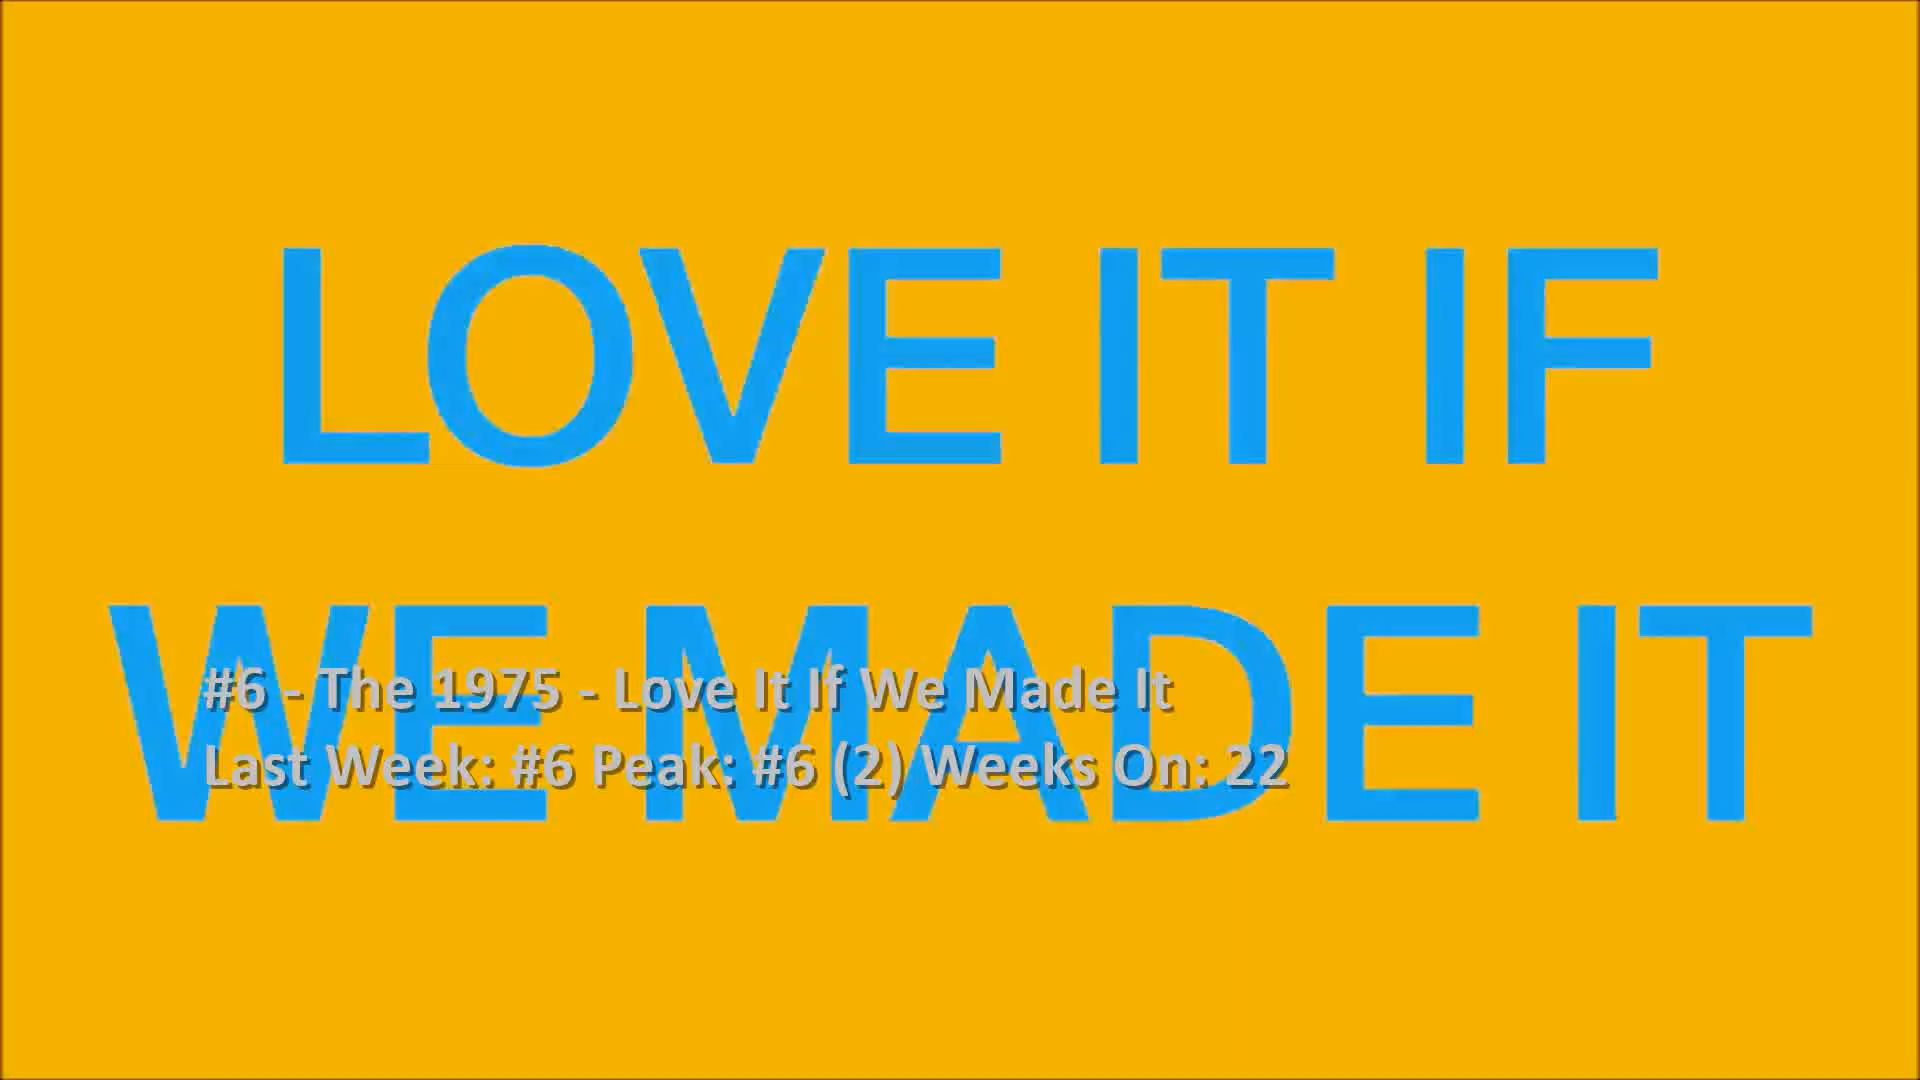 LOVE IT IF
WE MADE IT
#6 - The 1975 - Love It If We Made It
Last Week: #6 Peak: #6 (2) Weeks On: 22